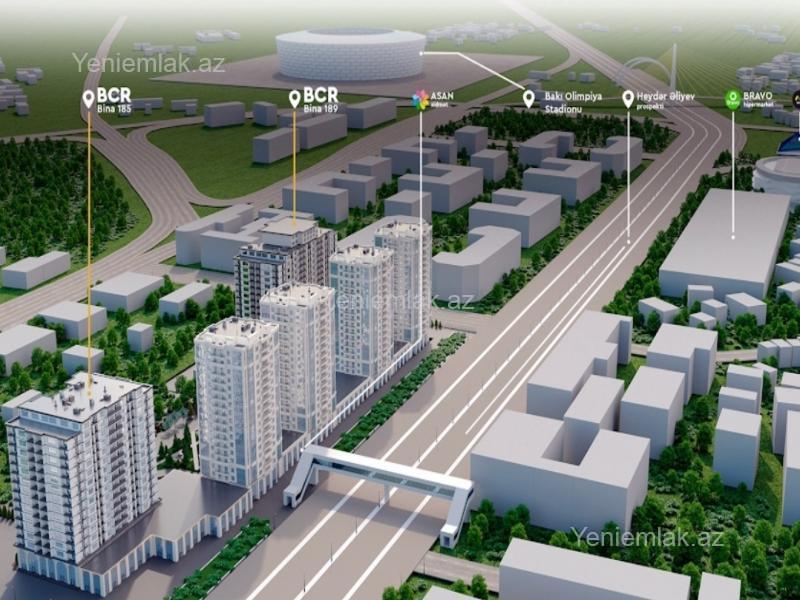 Yeniemlak.az
BCR
Bina 185
BCR
Bina 189
ASAN
xidmət
Bakı Olimpiya
Stadionu
Heydər Əliyev
prospekti
BRAVO
hipermarket
Yeniemlak.az
Yeniemlak.az